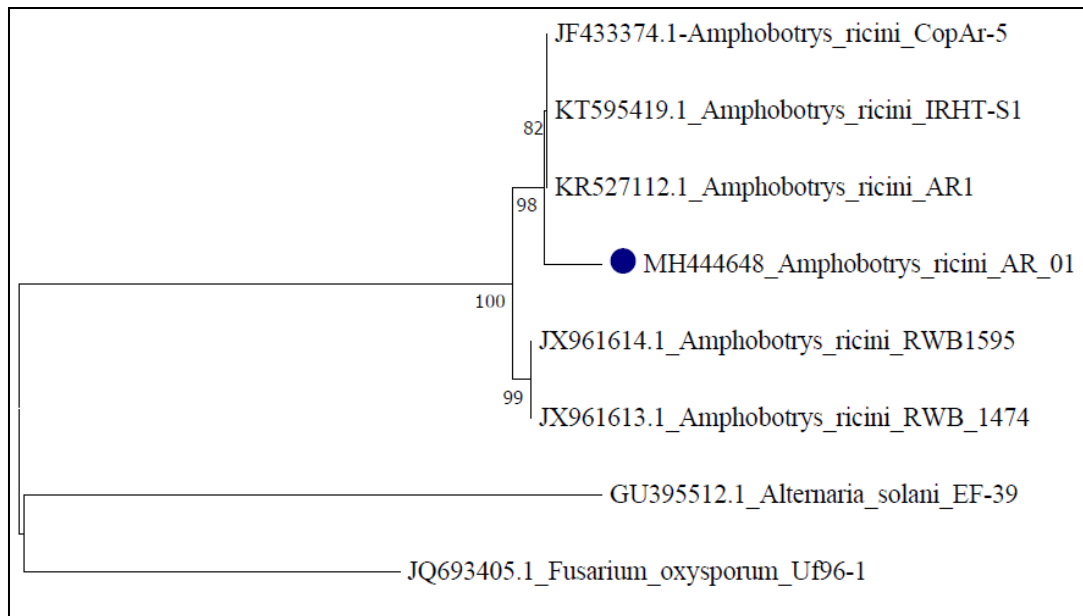 JF433374.1-Amphobotrys_ricini_CopAr-5
KT595419.1_Amphobotrys_ricini_IRHT-S1
82
KR527112.1_Amphobotrys_ricini_AR1
98
MH444648_Amphobotrys_ricini_AR_01
100
JX961614.1_Amphobotrys_ricini_RWB1595
99
JX961613.1_Amphobotrys_ricini_RWB_1474
GU395512.1_Alternaria_solani_EF-39
JQ693405.1_Fusarium_oxysporum_Uf96-1